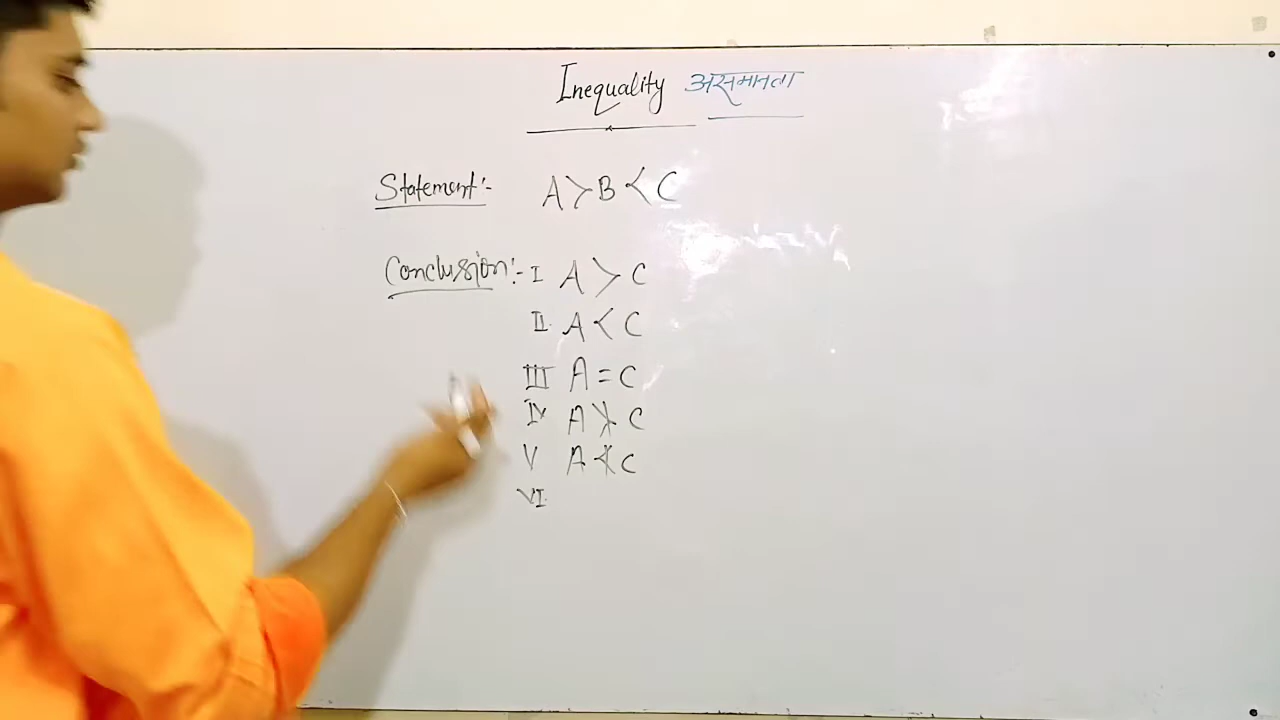 Inequality असमानता
Statement:- A > B < C
Conclusion:- I A > C
II. A < C
III A = C
IV A ≯ C
V A ≮ C
VI.